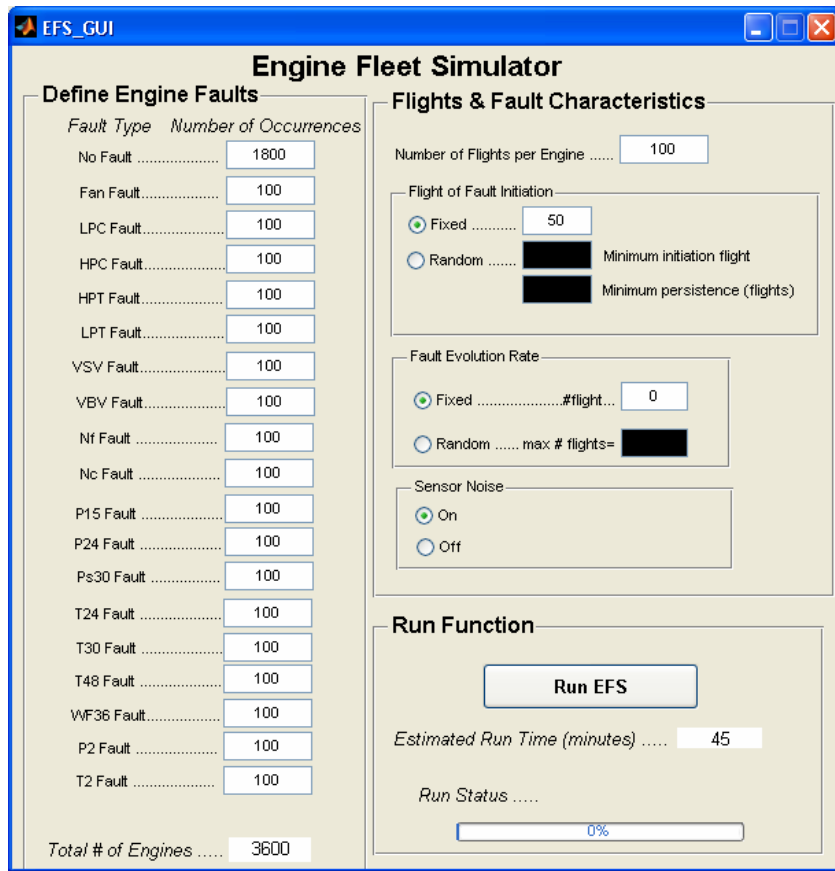 EFS_GUI
Engine Fleet Simulator
Define Engine Faults
Fault Type Number of Occurrences
No Fault ................... 1800
Fan Fault.................. 100
LPC Fault................... 100
HPC Fault................... 100
HPT Fault .................. 100
LPT Fault................... 100
VSV Fault................... 100
VBV Fault................... 100
Nf Fault ................... 100
Nc Fault .................. 100
P15 Fault .................... 100
P24 Fault ................... 100
Ps30 Fault ................ 100
T24 Fault ................... 100
T30 Fault ................... 100
T48 Fault ................... 100
WF36 Fault................. 100
P2 Fault ................... 100
T2 Fault ................... 100
Total # of Engines ..... 3600
Flights & Fault Characteristics
Number of Flights per Engine ...... 100
Flight of Fault Initiation
Fixed ........... 50
Random ....... Minimum initiation flight
Minimum persistence (flights)
Fault Evolution Rate
Fixed .....................#flight... 0
Random ...... max # flights=
Sensor Noise
On
Off
Run Function
Run EFS
Estimated Run Time (minutes) ..... 45
Run Status .....
0%